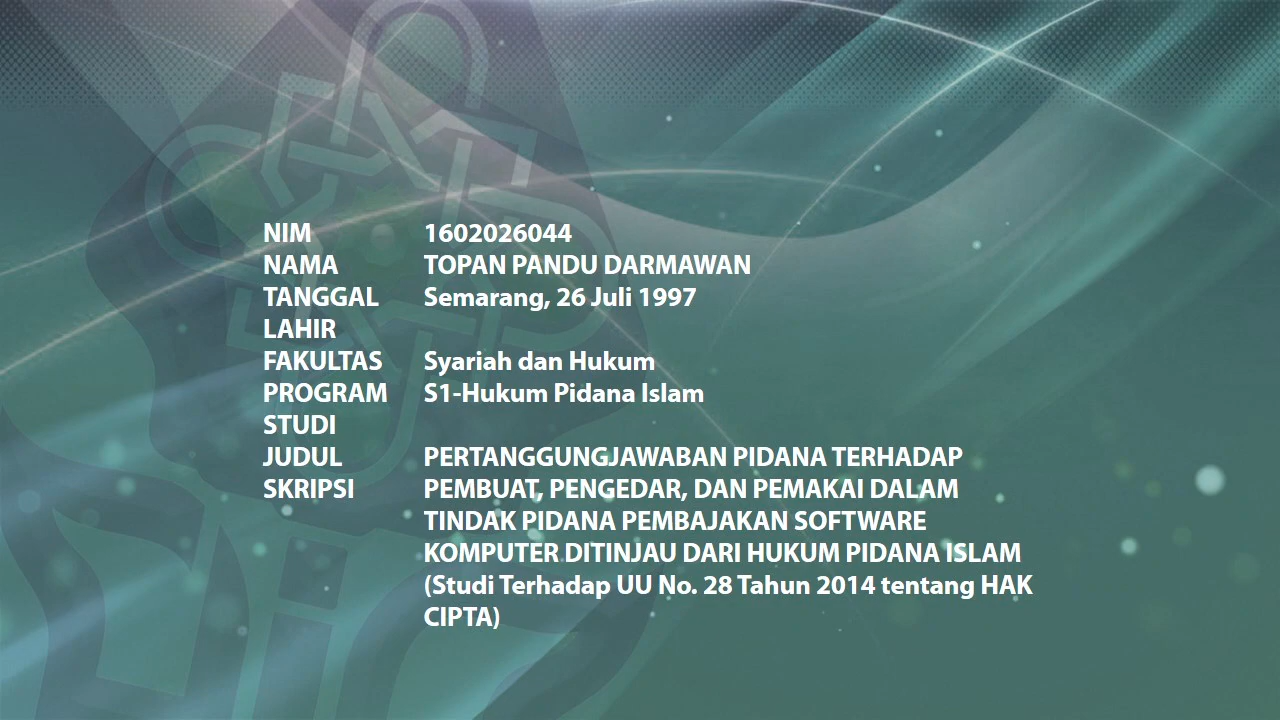 NIM 1602026044
NAMA TOPAN PANDU DARMAWAN
TANGGAL Semarang, 26 Juli 1997
LAHIR
FAKULTAS Syariah dan Hukum
PROGRAM S1-Hukum Pidana Islam
STUDI
JUDUL PERTANGGUNGJAWABAN PIDANA TERHADAP
SKRIPSI PEMBUAT, PENGEDAR, DAN PEMAKAI DALAM
TINDAK PIDANA PEMBAJAKAN SOFTWARE
KOMPUTER DITINJAU DARI HUKUM PIDANA ISLAM
(Studi Terhadap UU No. 28 Tahun 2014 tentang HAK
CIPTA)